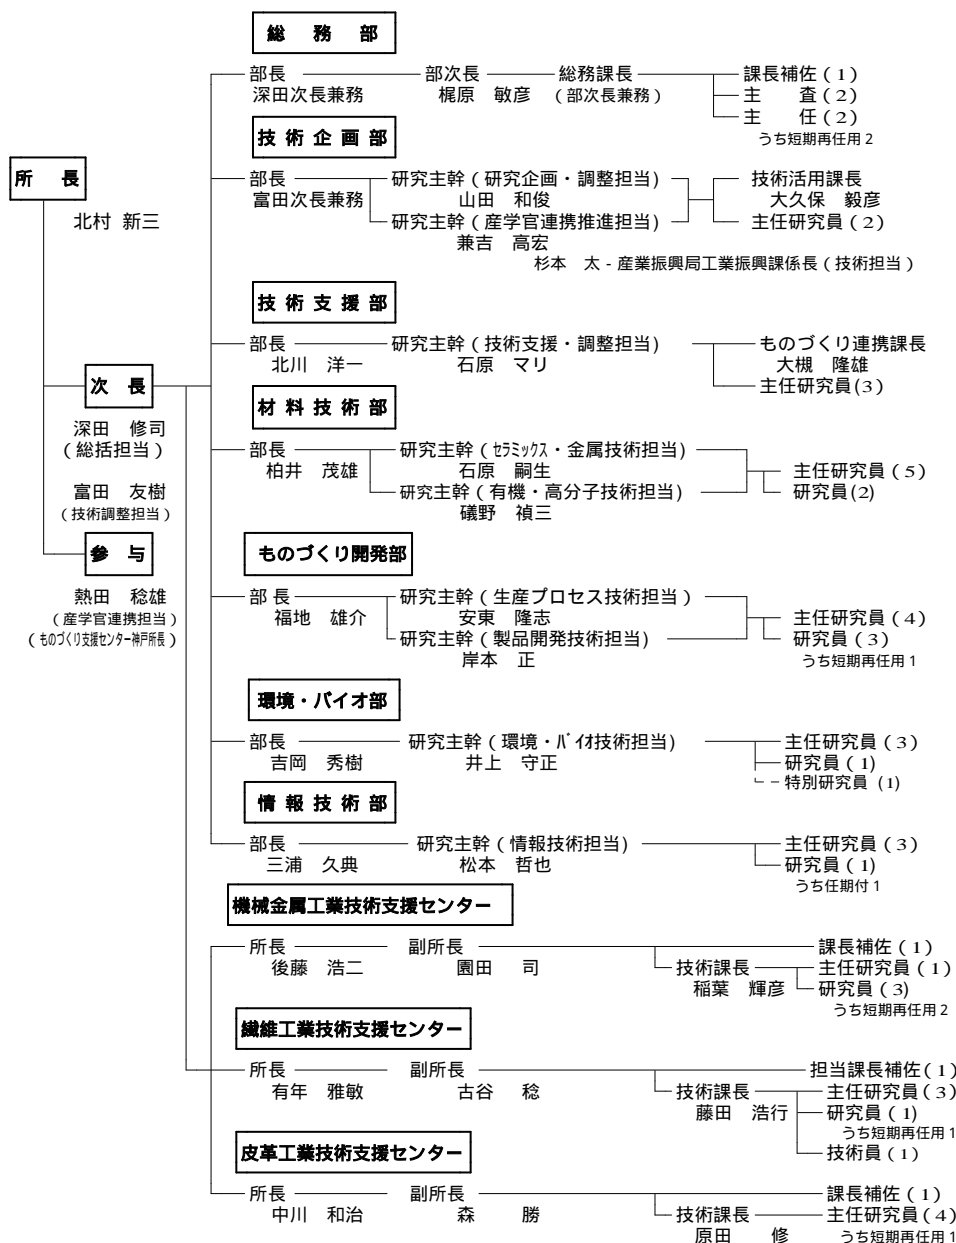 総務部
部長 部次長 総務課長 課長補佐(1)
深田次長兼務 梶原 敏彦 (部次長兼務) 主 査(2)
主 任(2)
うち短期再任用2
技術企画部
所長
北村 新三
部長 研究主幹(研究企画・調整担当) 技術活用課長
富田次長兼務 山田 和俊 大久保 毅彦
研究主幹(産学官連携推進担当) 主任研究員(2)
兼吉 高宏
杉本 太-産業振興局工業振興課係長(技術担当)
技術支援部
部長 研究主幹(技術支援・調整担当) ものづくり連携課長
北川 洋一 石原 マリ 大槻 隆雄
主任研究員(3)
次長
深田 修司
(総括担当)
富田 友樹
(技術調整担当)
材料技術部
部長 研究主幹(セラミックス・金属技術担当)
柏井 茂雄 石原 嗣生 主任研究員(5)
研究主幹(有機・高分子技術担当) 研究員(2)
礒野 禎三
参与
熱田 稔雄
(産学官連携担当)
(ものづくり支援センター神戸所長)
ものづくり開発部
部長 研究主幹(生産プロセス技術担当)
福地 雄介 安東 隆志 主任研究員(4)
研究主幹(製品開発技術担当) 研究員(3)
岸本 正 うち短期再任用1
環境・バイオ部
部長 研究主幹(環境・バイオ技術担当) 主任研究員(3)
吉岡 秀樹 井上 守正 研究員(1)
特別研究員(1)
情報技術部
部長 研究主幹(情報技術担当) 主任研究員(3)
三浦 久典 松本 哲也 研究員(1)
うち任期付1
機械金属工業技術支援センター
所長 副所長 課長補佐(1)
後藤 浩二 園田 司 技術課長 主任研究員(1)
稲葉 輝彦 研究員(3)
うち短期再任用2
繊維工業技術支援センター
所長 副所長 担当課長補佐(1)
有年 雅敏 古谷 稔 技術課長 主任研究員(3)
藤田 浩行 研究員(1)
うち短期再任用1
技術員(1)
皮革工業技術支援センター
所長 副所長 課長補佐(1)
中川 和治 森 勝 技術課長 主任研究員(4)
原田 修 うち短期再任用1